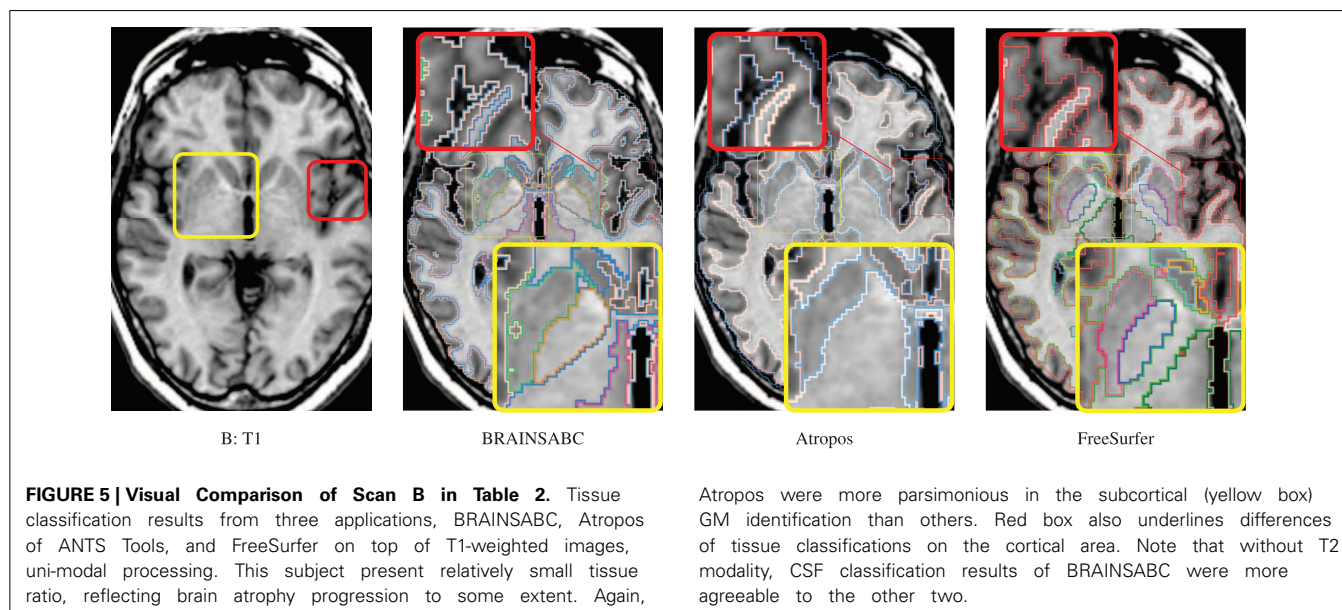 B: T1
BRAINSABC
Atropos
FreeSurfer
FIGURE 5 | Visual Comparison of Scan B in Table 2. Tissue
classification results from three applications, BRAINSABC, Atropos
of ANTS Tools, and FreeSurfer on top of T1-weighted images,
uni-modal processing. This subject present relatively small tissue
ratio, reflecting brain atrophy progression to some extent. Again,
Atropos were more parsimonious in the subcortical (yellow box)
GM identification than others. Red box also underlines differences
of tissue classifications on the cortical area. Note that without T2
modality, CSF classification results of BRAINSABC were more
agreeable to the other two.